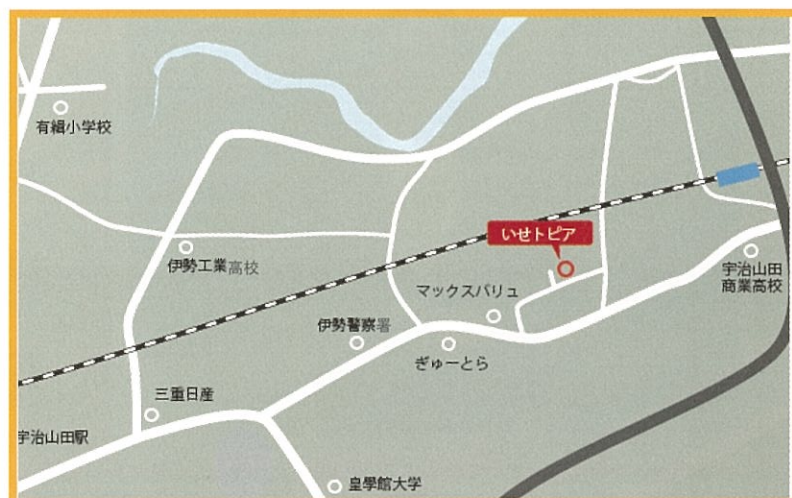 有緝小学校
いせトピア
伊勢工業高校
宇治山田
商業高校
マックスバリュ
伊勢警察署
ぎゅーとら
三重日産
宇治山田駅
皇學館大学